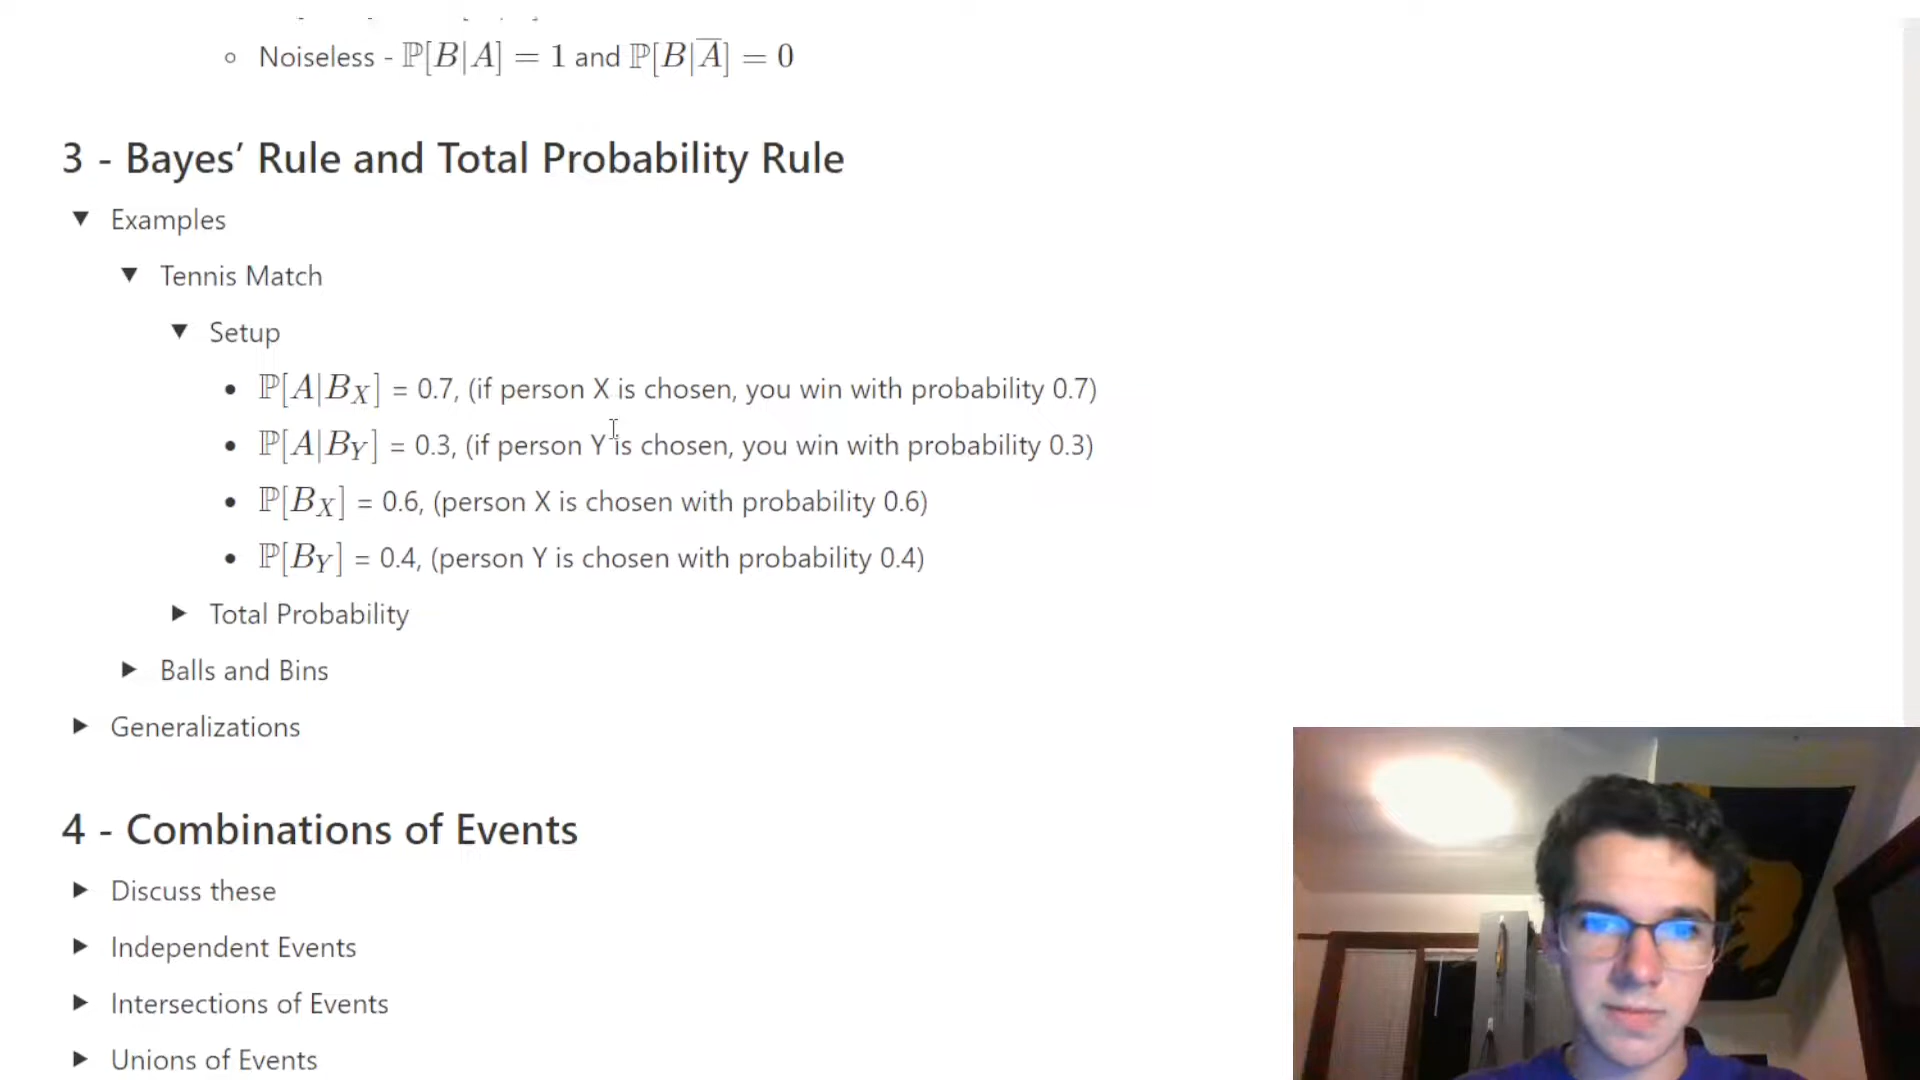 Noiseless - ℙ[B|A] = 1 and ℙ[B|A̅] = 0
3 - Bayes’ Rule and Total Probability Rule
Examples
Tennis Match
Setup
ℙ[A|B_X] = 0.7, (if person X is chosen, you win with probability 0.7)
ℙ[A|B_Y] = 0.3, (if person Y is chosen, you win with probability 0.3)
ℙ[B_X] = 0.6, (person X is chosen with probability 0.6)
ℙ[B_Y] = 0.4, (person Y is chosen with probability 0.4)
Total Probability
Balls and Bins
Generalizations
4 - Combinations of Events
Discuss these
Independent Events
Intersections of Events
Unions of Events